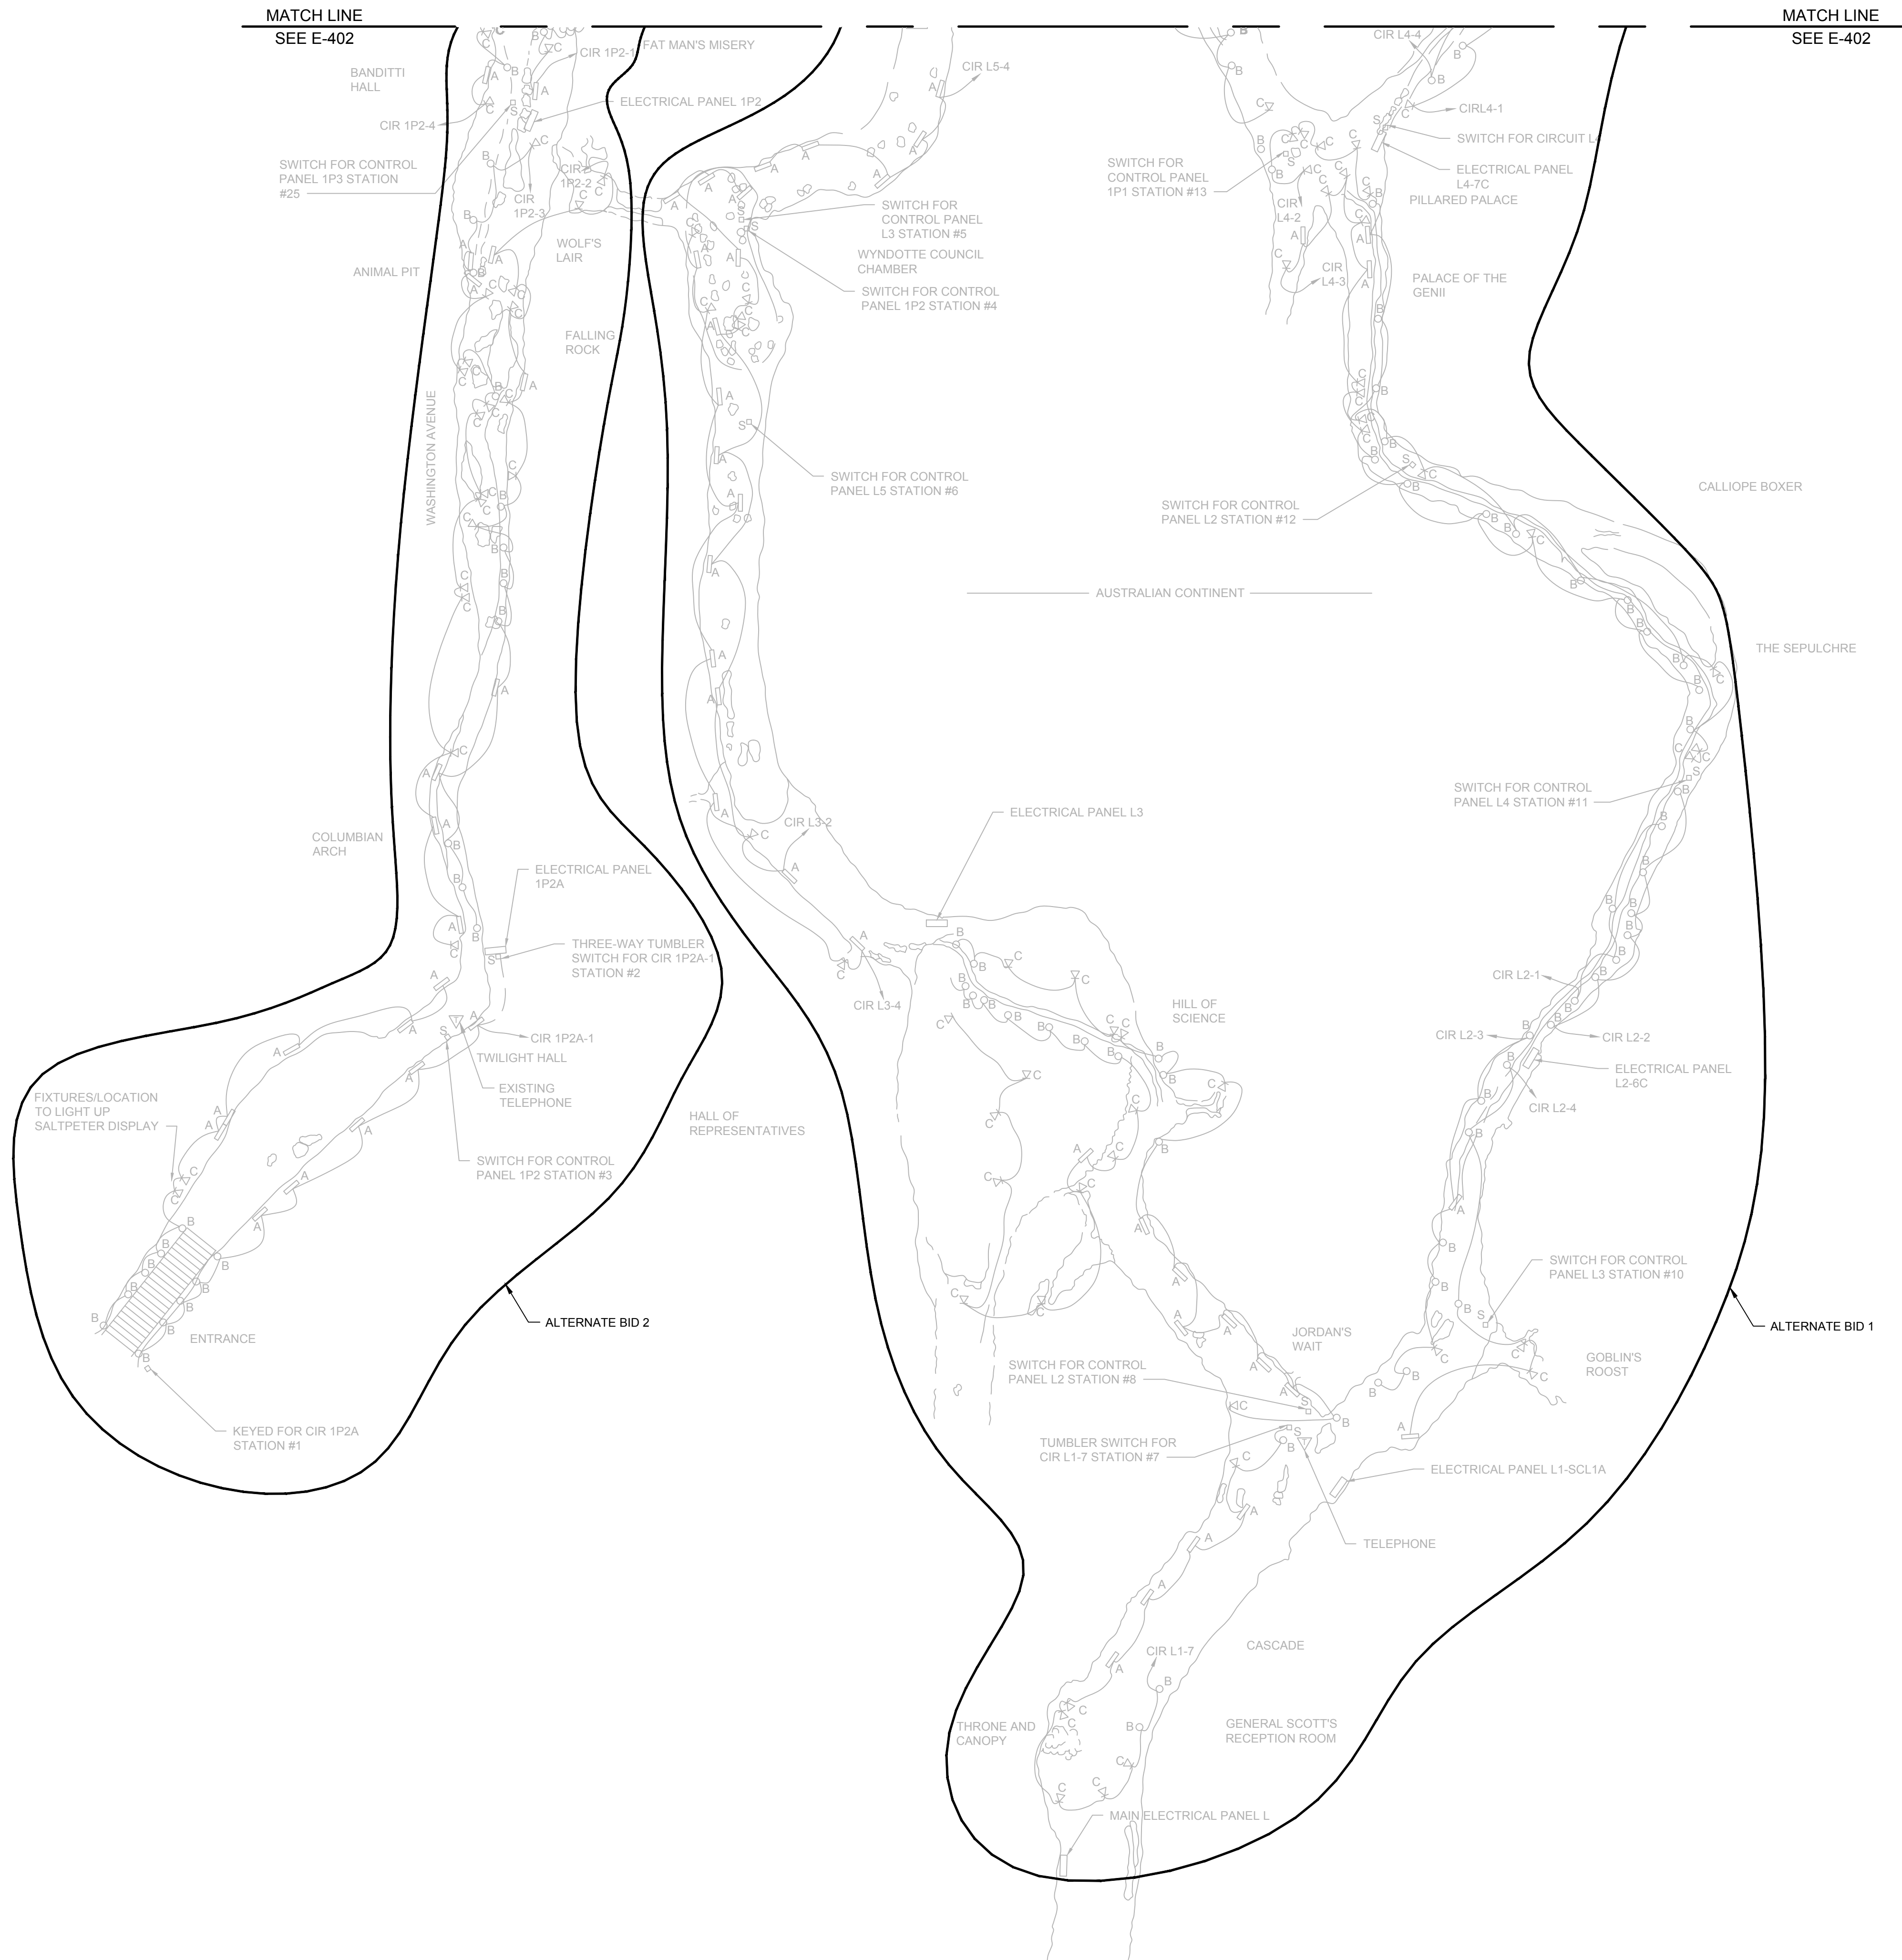 MATCH LINE
SEE E-402
MATCH LINE
SEE E-402
FAT MAN'S MISERY
CIR 1P2-1
BANDITTI
HALL
ELECTRICAL PANEL 1P2
CIR 1P2-4
SWITCH FOR CONTROL
PANEL 1P3 STATION
#25
CIR
1P2-2
CIR
1P2-3
WOLF'S
LAIR
ANIMAL PIT
FALLING
ROCK
WASHINGTON AVENUE
CIR L5-4
SWITCH FOR
CONTROL PANEL
L3 STATION #5
WYNDOTTE COUNCIL
CHAMBER
SWITCH FOR CONTROL
PANEL 1P2 STATION #4
SWITCH FOR CONTROL
PANEL L5 STATION #6
CIR L4-4
CIRL4-1
SWITCH FOR CIRCUIT L4
ELECTRICAL PANEL
L4-7C
PILLARED PALACE
SWITCH FOR
CONTROL PANEL
1P1 STATION #13
CIR
L4-2
CIR
L4-3
PALACE OF THE
GENII
SWITCH FOR CONTROL
PANEL L2 STATION #12
CALLIOPE BOXER
AUSTRALIAN CONTINENT
THE SEPULCHRE
SWITCH FOR CONTROL
PANEL L4 STATION #11
COLUMBIAN
ARCH
ELECTRICAL PANEL
1P2A
THREE-WAY TUMBLER
SWITCH FOR CIR 1P2A-1
STATION #2
CIR 1P2A-1
TWILIGHT HALL
EXISTING
TELEPHONE
FIXTURES/LOCATION
TO LIGHT UP
SALTPETER DISPLAY
SWITCH FOR CONTROL
PANEL 1P2 STATION #3
HALL OF
REPRESENTATIVES
ENTRANCE
KEYED FOR CIR 1P2A
STATION #1
ALTERNATE BID 2
CIR L3-2
ELECTRICAL PANEL L3
CIR L3-4
HILL OF
SCIENCE
CIR L2-1
CIR L2-3
CIR L2-2
ELECTRICAL PANEL
L2-6C
CIR L2-4
SWITCH FOR CONTROL
PANEL L3 STATION #10
JORDAN'S
WAIT
GOBLIN'S
ROOST
ALTERNATE BID 1
SWITCH FOR CONTROL
PANEL L2 STATION #8
TUMBLER SWITCH FOR
CIR L1-7 STATION #7
ELECTRICAL PANEL L1-SCL1A
TELEPHONE
CIR L1-7
CASCADE
THRONE AND
CANOPY
GENERAL SCOTT'S
RECEPTION ROOM
MAIN ELECTRICAL PANEL L